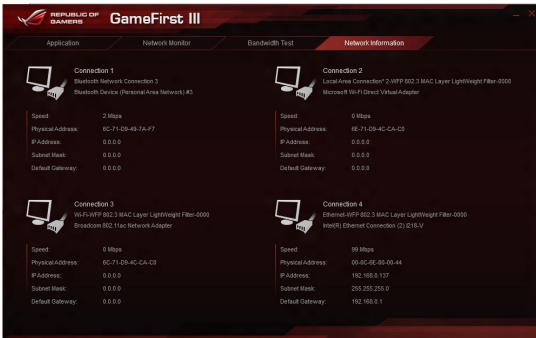 REPUBLIC OF
GAMERS
GameFirst III
Application
Network Monitor
Bandwidth Test
Network Information
Connection 1
Bluetooth Network Connection 3
Bluetooth Device (Personal Area Network) #3
Speed: 2 Mbps
Physical Address: 6C-71-D9-49-7A-F7
IP Address: 0.0.0.0
Subnet Mask: 0.0.0.0
Default Gateway: 0.0.0.0
Connection 2
Local Area Connection* 2-WFP 802.3 MAC Layer LightWeight Filter-0000
Microsoft Wi-Fi Direct Virtual Adapter
Speed: 0 Mbps
Physical Address: 6E-71-D9-4C-CA-C0
IP Address: 0.0.0.0
Subnet Mask: 0.0.0.0
Default Gateway: 0.0.0.0
Connection 3
Wi-Fi-WFP 802.3 MAC Layer LightWeight Filter-0000
Broadcom 802.11ac Network Adapter
Speed: 0 Mbps
Physical Address: 6C-71-D9-4C-CA-C0
IP Address: 0.0.0.0
Subnet Mask: 0.0.0.0
Default Gateway: 0.0.0.0
Connection 4
Ethernet-WFP 802.3 MAC Layer LightWeight Filter-0000
Intel(R) Ethernet Connection (2) I218-V
Speed: 99 Mbps
Physical Address: 00-0C-6E-00-00-44
IP Address: 192.168.0.137
Subnet Mask: 255.255.255.0
Default Gateway: 192.168.0.1